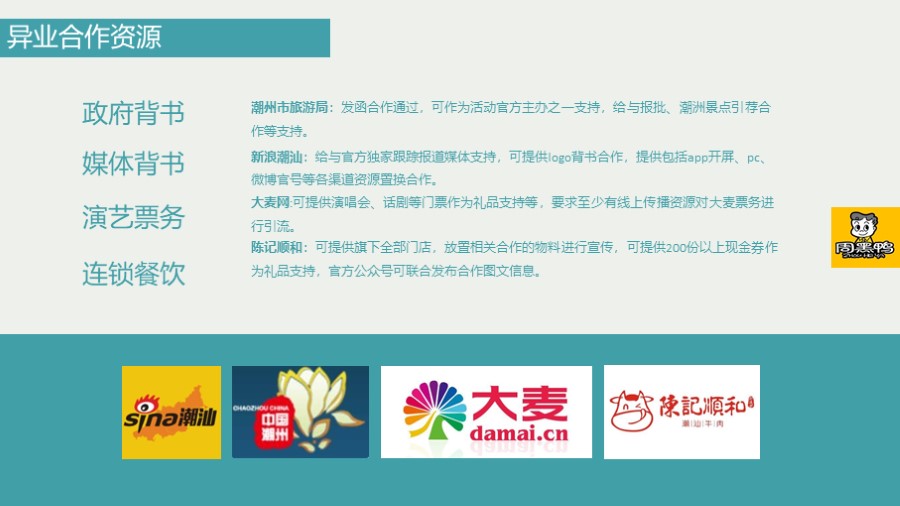 异业合作资源
政府背书
潮州市旅游局：发函合作通过，可作为活动官方主办之一支持，给与报批、潮洲景点引荐合
作等支持。
媒体背书
新浪潮汕：给与官方独家跟踪报道媒体支持，可提供logo背书合作，提供包括app开屏、pc、
微博官号等各渠道资源置换合作。
演艺票务
大麦网:可提供演唱会、话剧等门票作为礼品支持等，要求至少有线上传播资源对大麦票务进
行引流。
连锁餐饮
陈记顺和：可提供旗下全部门店，放置相关合作的物料进行宣传，可提供200份以上现金券作
为礼品支持，官方公众号可联合发布合作图文信息。
周黑鸭
sina潮汕
CHAOZHOU CHINA
中国
潮州
大麦
damai.cn
陳記順和
潮汕牛肉